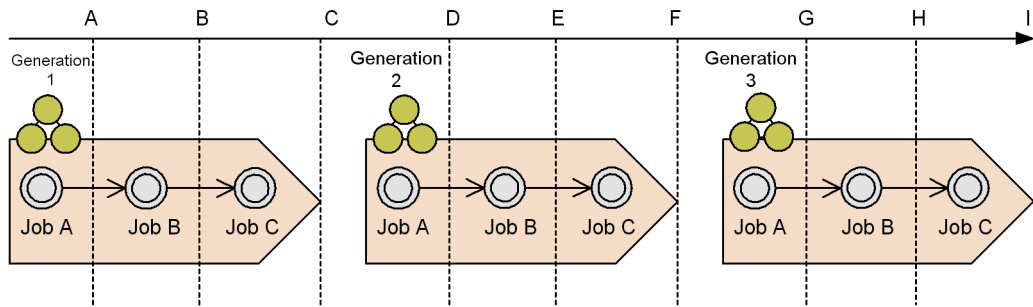 A B C D E F G H I
Generation
1
Generation
2
Generation
3
Job A Job B Job C
Job A Job B Job C
Job A Job B Job C